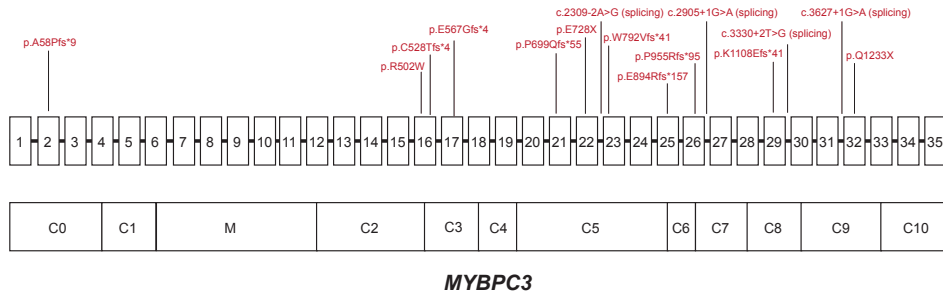 c.2309-2A>G (splicing) c.2905+1G>A (splicing) c.3627+1G>A (splicing)
p.E567Gfs*4 p.E728X
p.A58Pfs*9 p.C528Tfs*4 p.P699Qfs*55 p.W792Vfs*41 c.3330+2T>G (splicing)
p.R502W p.P955Rfs*95 p.K1108Efs*41 p.Q1233X
p.E894Rfs*157
1 2 3 4 5 6 7 8 9 10 11 12 13 14 15 16 17 18 19 20 21 22 23 24 25 26 27 28 29 30 31 32 33 34 35
C0 C1 M C2 C3 C4 C5 C6 C7 C8 C9 C10
MYBPC3